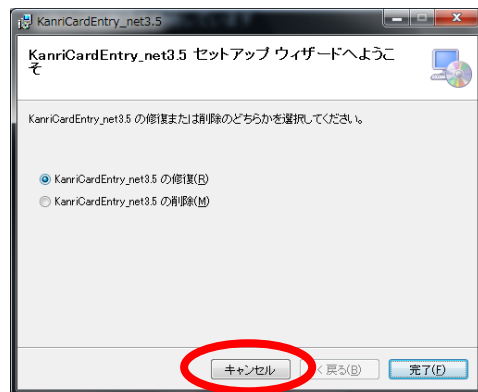 KanriCardEntry_net3.5
KanriCardEntry_net3.5 セットアップ ウィザードへようこ
そ
KanriCardEntry_net3.5 の修復または削除のどちらかを選択してください。
KanriCardEntry_net3.5 の修復(R)
KanriCardEntry_net3.5 の削除(M)
キャンセル < 戻る(B) 完了(F)